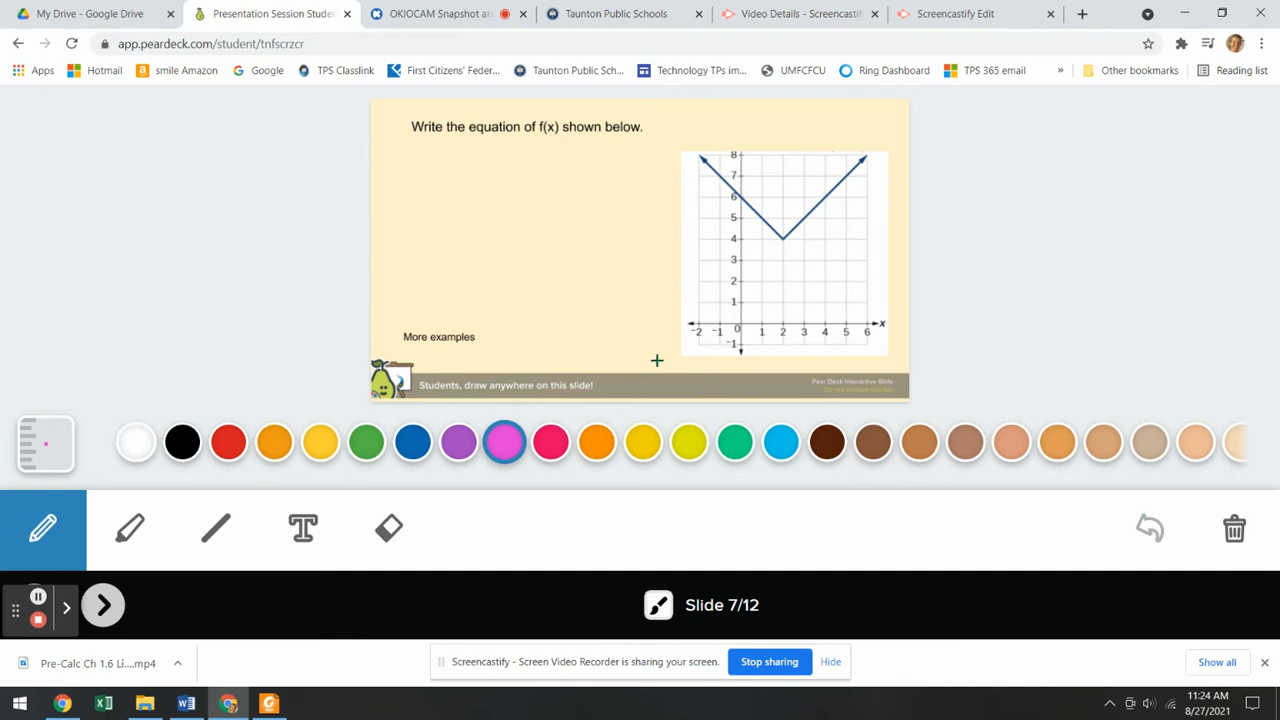 My Drive - Google Drive
Presentation Session Stude
OKIOCAM Snapshot an
Taunton Public Schools
Video Details - Screencastif
Screencastify Edit
app.peardeck.com/student/tnfscrzcr
Apps
Hotmail
smile Amazon
Google
TPS Classlink
First Citizens' Feder...
Taunton Public Sch...
Technology TPs im...
UMFCFCU
Ring Dashboard
TPS 365 email
»
Other bookmarks
Reading list
Write the equation of f(x) shown below.
8
7
6
5
4
3
2
1
-2 -1 0 1 2 3 4 5 6 x
-1
More examples
Students, draw anywhere on this slide!
Pear Deck Interactive Slide
T
Slide 7/12
Pre-Calc Ch 1.6 Li....mp4
Screencastify - Screen Video Recorder is sharing your screen.
Stop sharing
Hide
Show all
11:24 AM
8/27/2021